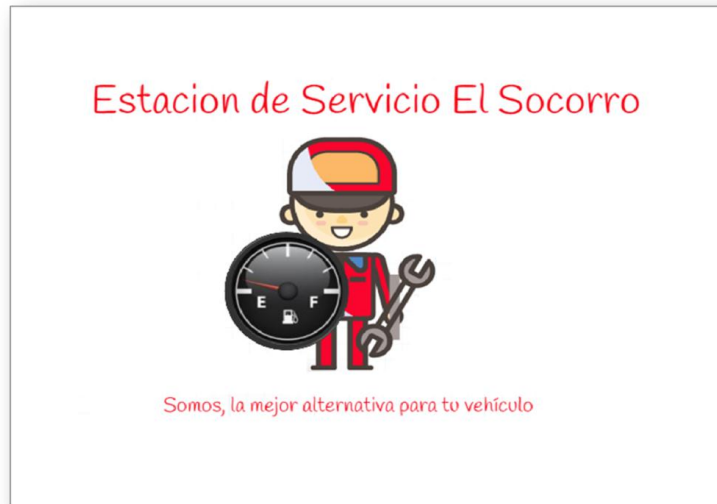 Estacion de Servicio El Socorro
E F
Somos, la mejor alternativa para tu vehículo